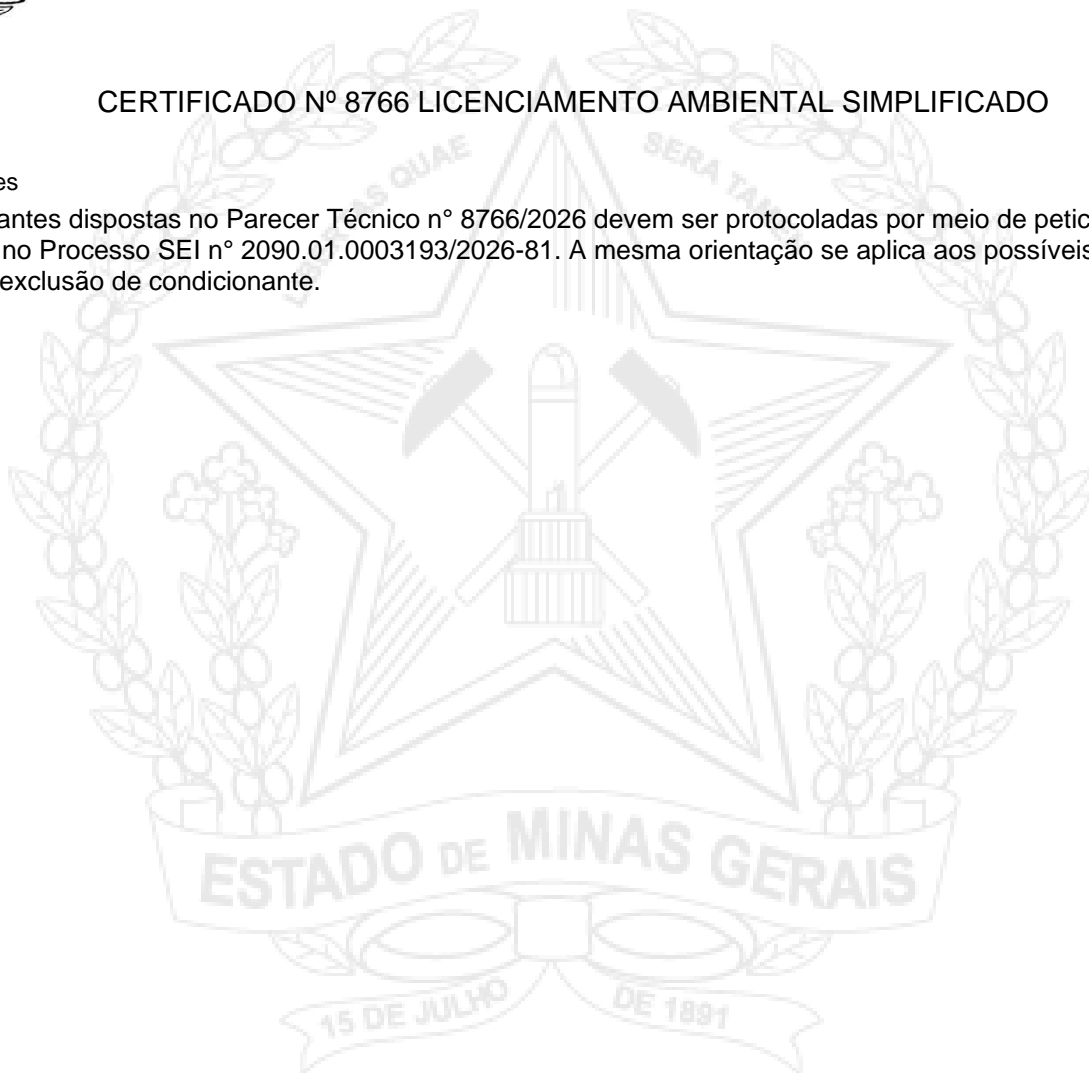 CERTIFICADO Nº 8766 LICENCIAMENTO AMBIENTAL SIMPLIFICADO
es
antes dispostas no Parecer Técnico n° 8766/2026 devem ser protocoladas por meio de petic
no Processo SEI n° 2090.01.0003193/2026-81. A mesma orientação se aplica aos possíveis
exclusão de condicionante.
QUAE SERA
ESTADO DE MINAS GERAIS
15 DE JULHO DE 1891